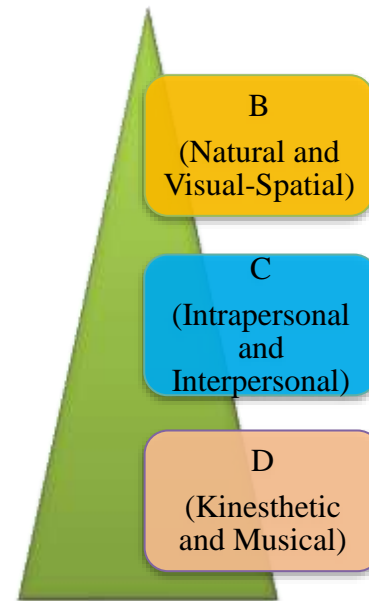 B
(Natural and
Visual-Spatial)
C
(Intrapersonal
and
Interpersonal)
D
(Kinesthetic
and Musical)